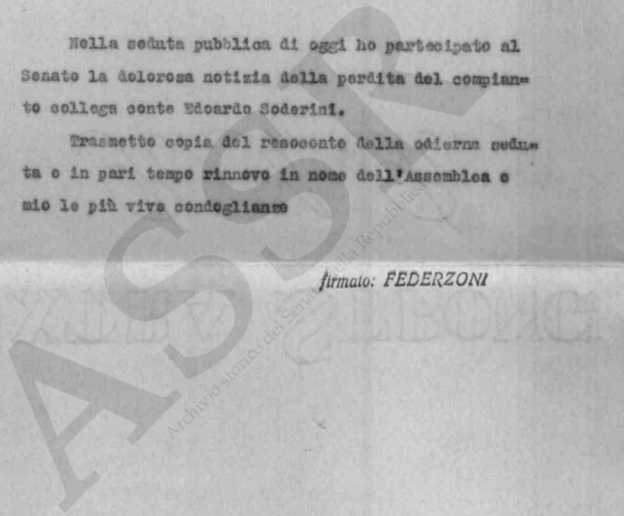 Nella seduta pubblica di oggi ho partecipato al
Senato la dolorosa notizia della perdita del compian=
to collega conte Edoardo Soderini.
Trasmetto copia del resoconto della odierna sedu=
ta e in pari tempo rinnovo in nome dell'Assemblea e
mio le più vive condoglianze
firmato: FEDERZONI
ASSR
Archivio storico del Senato della Repubblica